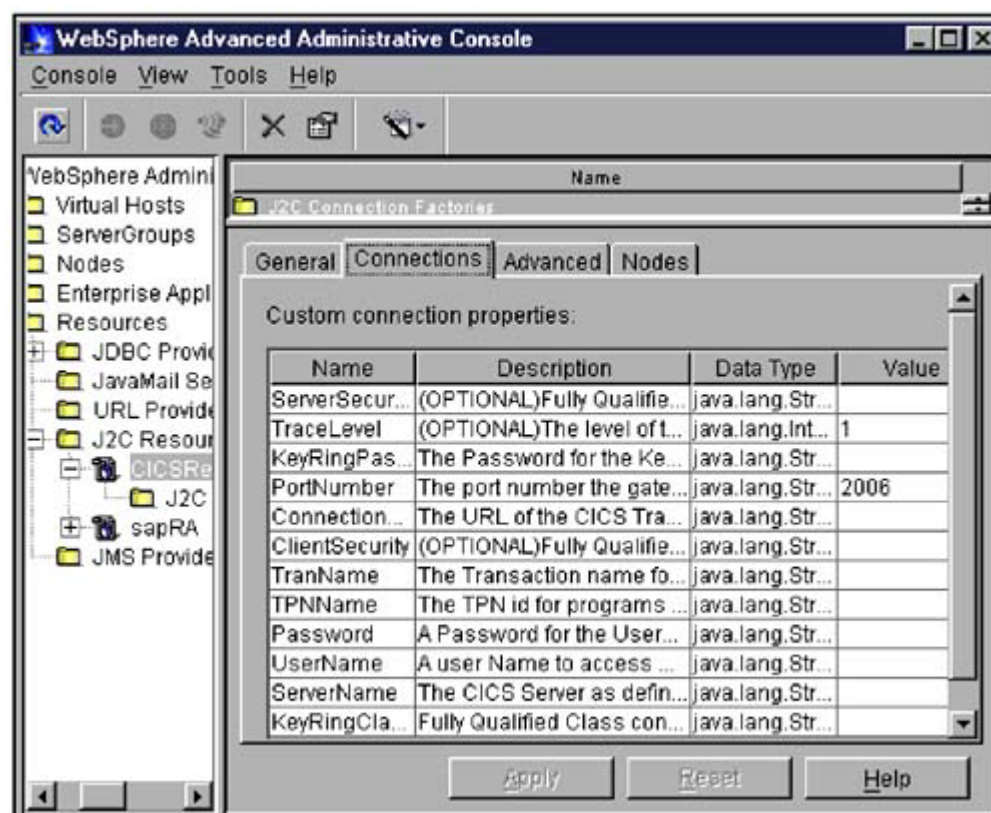 WebSphere Advanced Administrative Console
Console View Tools Help
WebSphere Admini
Virtual Hosts
ServerGroups
Nodes
Enterprise Appl
Resources
JDBC Provid
JavaMail Se
URL Provide
J2C Resour
CICSRe
J2C
sapRA
JMS Provide
Name
J2C Connection Factories
General Connections Advanced Nodes
Custom connection properties:
Name Description Data Type Value
ServerSecur... (OPTIONAL)Fully Qualifie... java.lang.Str...
TraceLevel (OPTIONAL)The level of t... java.lang.Int... 1
KeyRingPas... The Password for the Ke... java.lang.Str...
PortNumber The port number the gate... java.lang.Str... 2006
Connection... The URL of the CICS Tra... java.lang.Str...
ClientSecurity (OPTIONAL)Fully Qualifie... java.lang.Str...
TranName The Transaction name fo... java.lang.Str...
TPNName The TPN id for programs ... java.lang.Str...
Password A Password for the User... java.lang.Str...
UserName A user Name to access ... java.lang.Str...
ServerName The CICS Server as defin... java.lang.Str...
KeyRingCla... Fully Qualified Class con... java.lang.Str...
Apply Reset Help